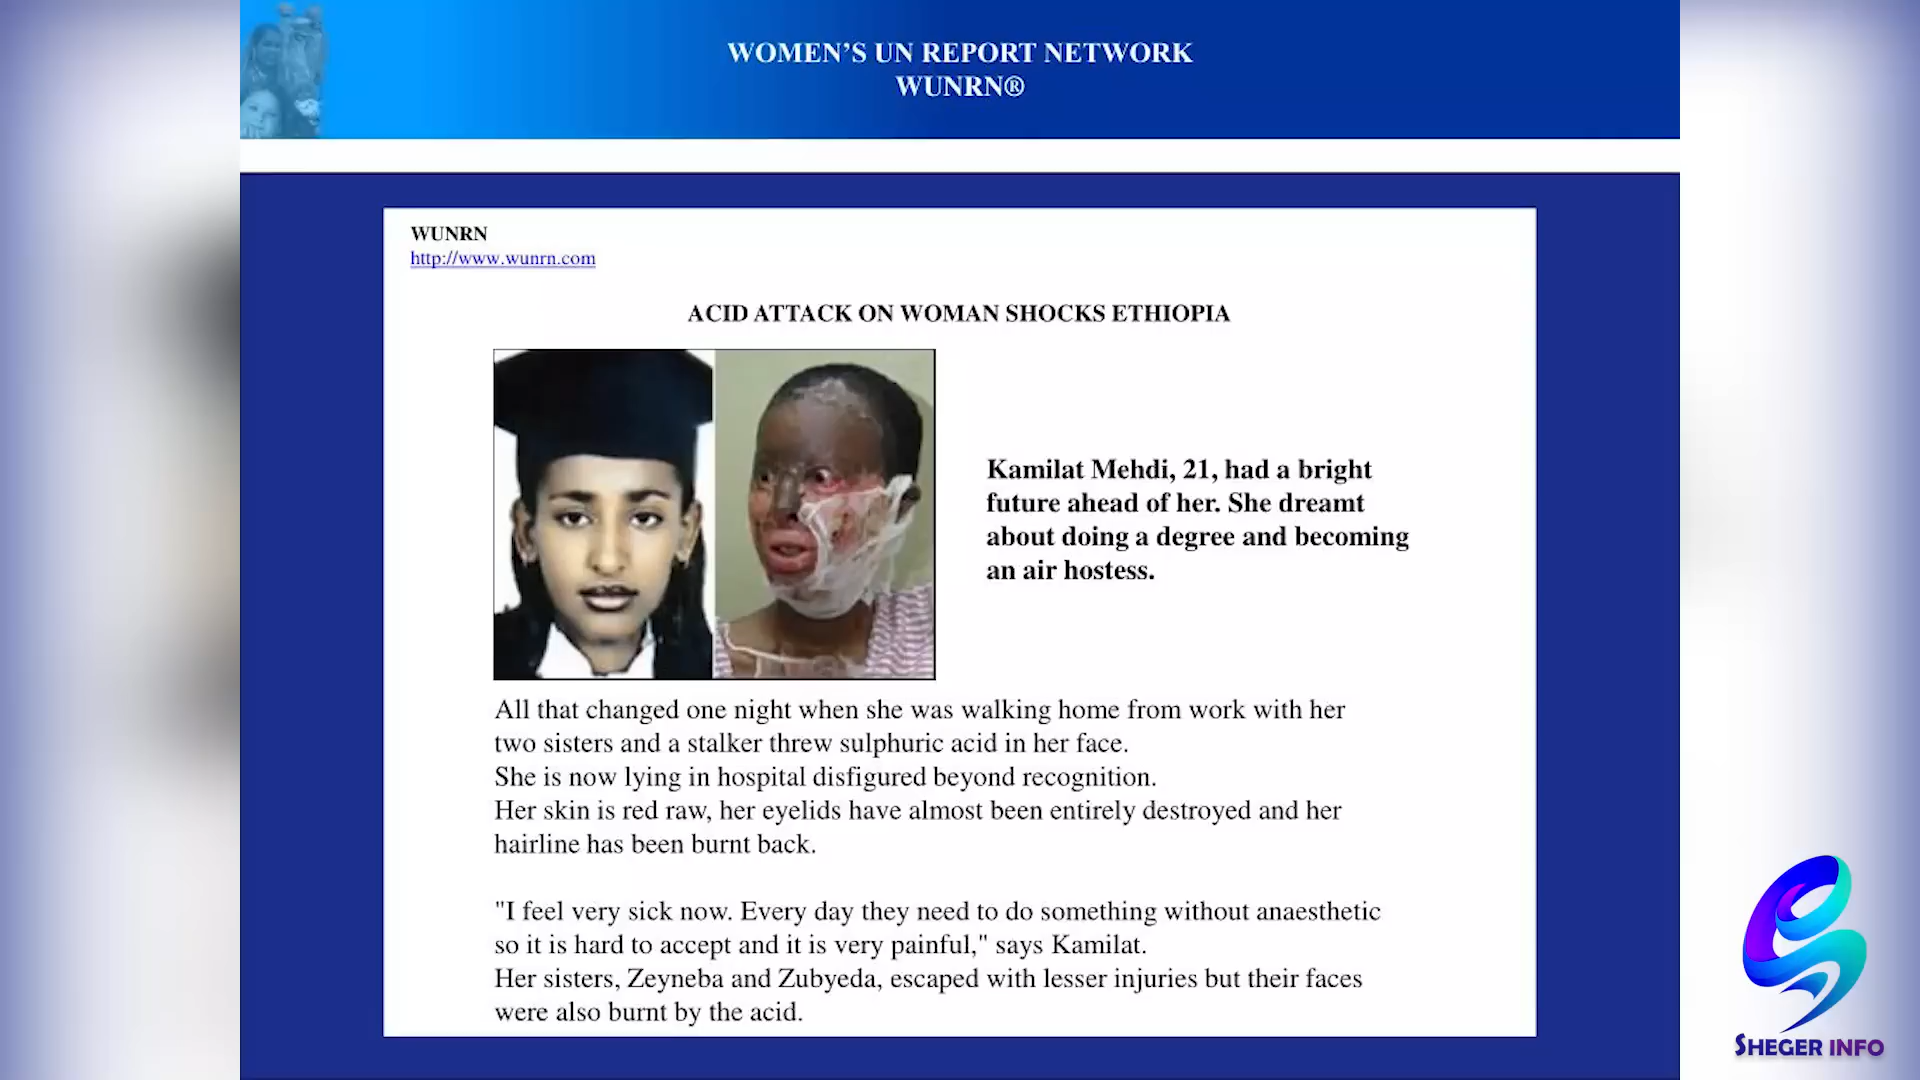 WOMEN’S UN REPORT NETWORK
WUNRN®
WUNRN
http://www.wunrn.com
ACID ATTACK ON WOMAN SHOCKS ETHIOPIA
Kamilat Mehdi, 21, had a bright
future ahead of her. She dreamt
about doing a degree and becoming
an air hostess.
All that changed one night when she was walking home from work with her
two sisters and a stalker threw sulphuric acid in her face.
She is now lying in hospital disfigured beyond recognition.
Her skin is red raw, her eyelids have almost been entirely destroyed and her
hairline has been burnt back.
"I feel very sick now. Every day they need to do something without anaesthetic
so it is hard to accept and it is very painful," says Kamilat.
Her sisters, Zeyneba and Zubyeda, escaped with lesser injuries but their faces
were also burnt by the acid.
SHEGER INFO